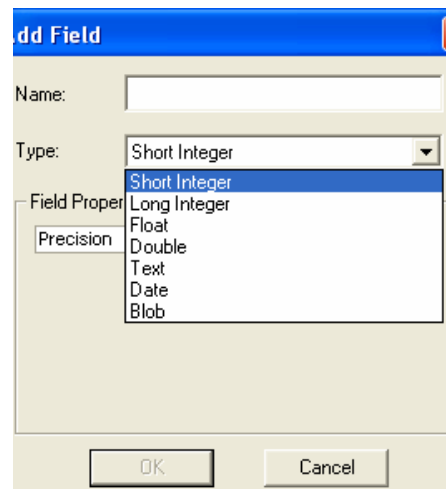 dd Field
Name:
Type: Short Integer
Short Integer
Long Integer
Float
Double
Text
Date
Blob
Field Proper
Precision
OK
Cancel